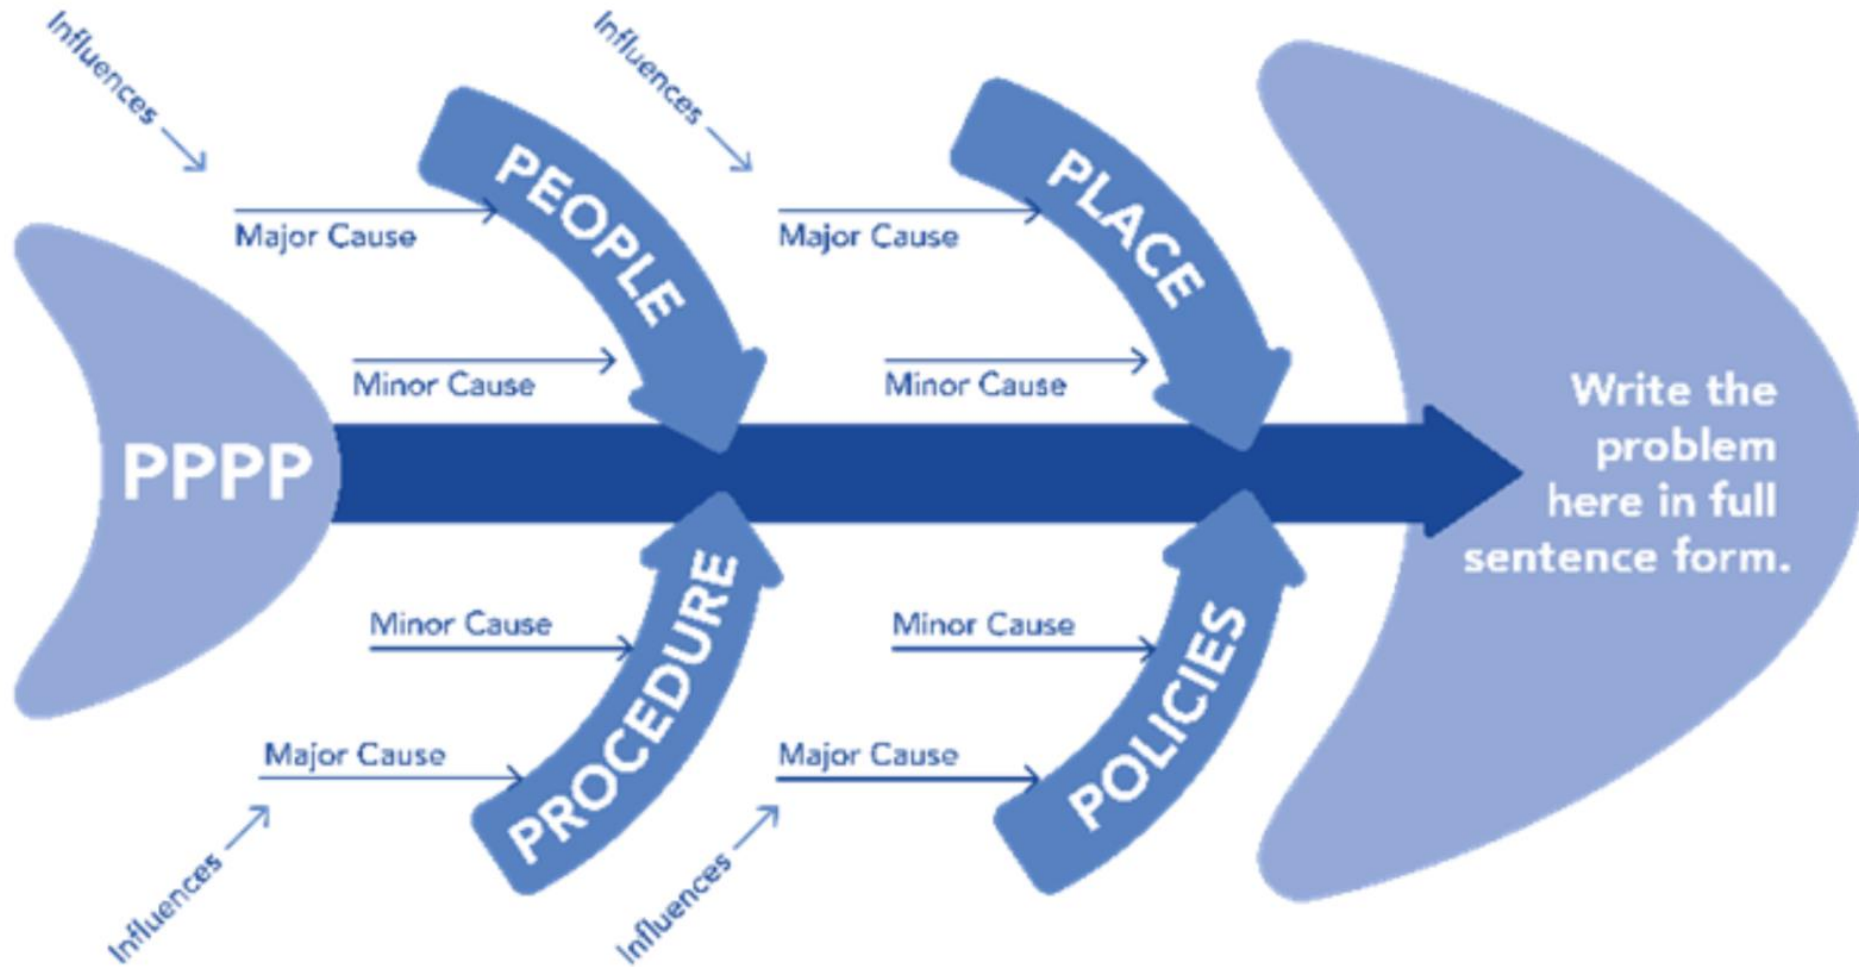 Influences
Influences
PEOPLE
PLACE
Major Cause
Major Cause
Minor Cause
Minor Cause
PPPP
Write the
problem
here in full
sentence form.
Minor Cause
Minor Cause
PROCEDURE
POLICIES
Major Cause
Major Cause
Influences
Influences